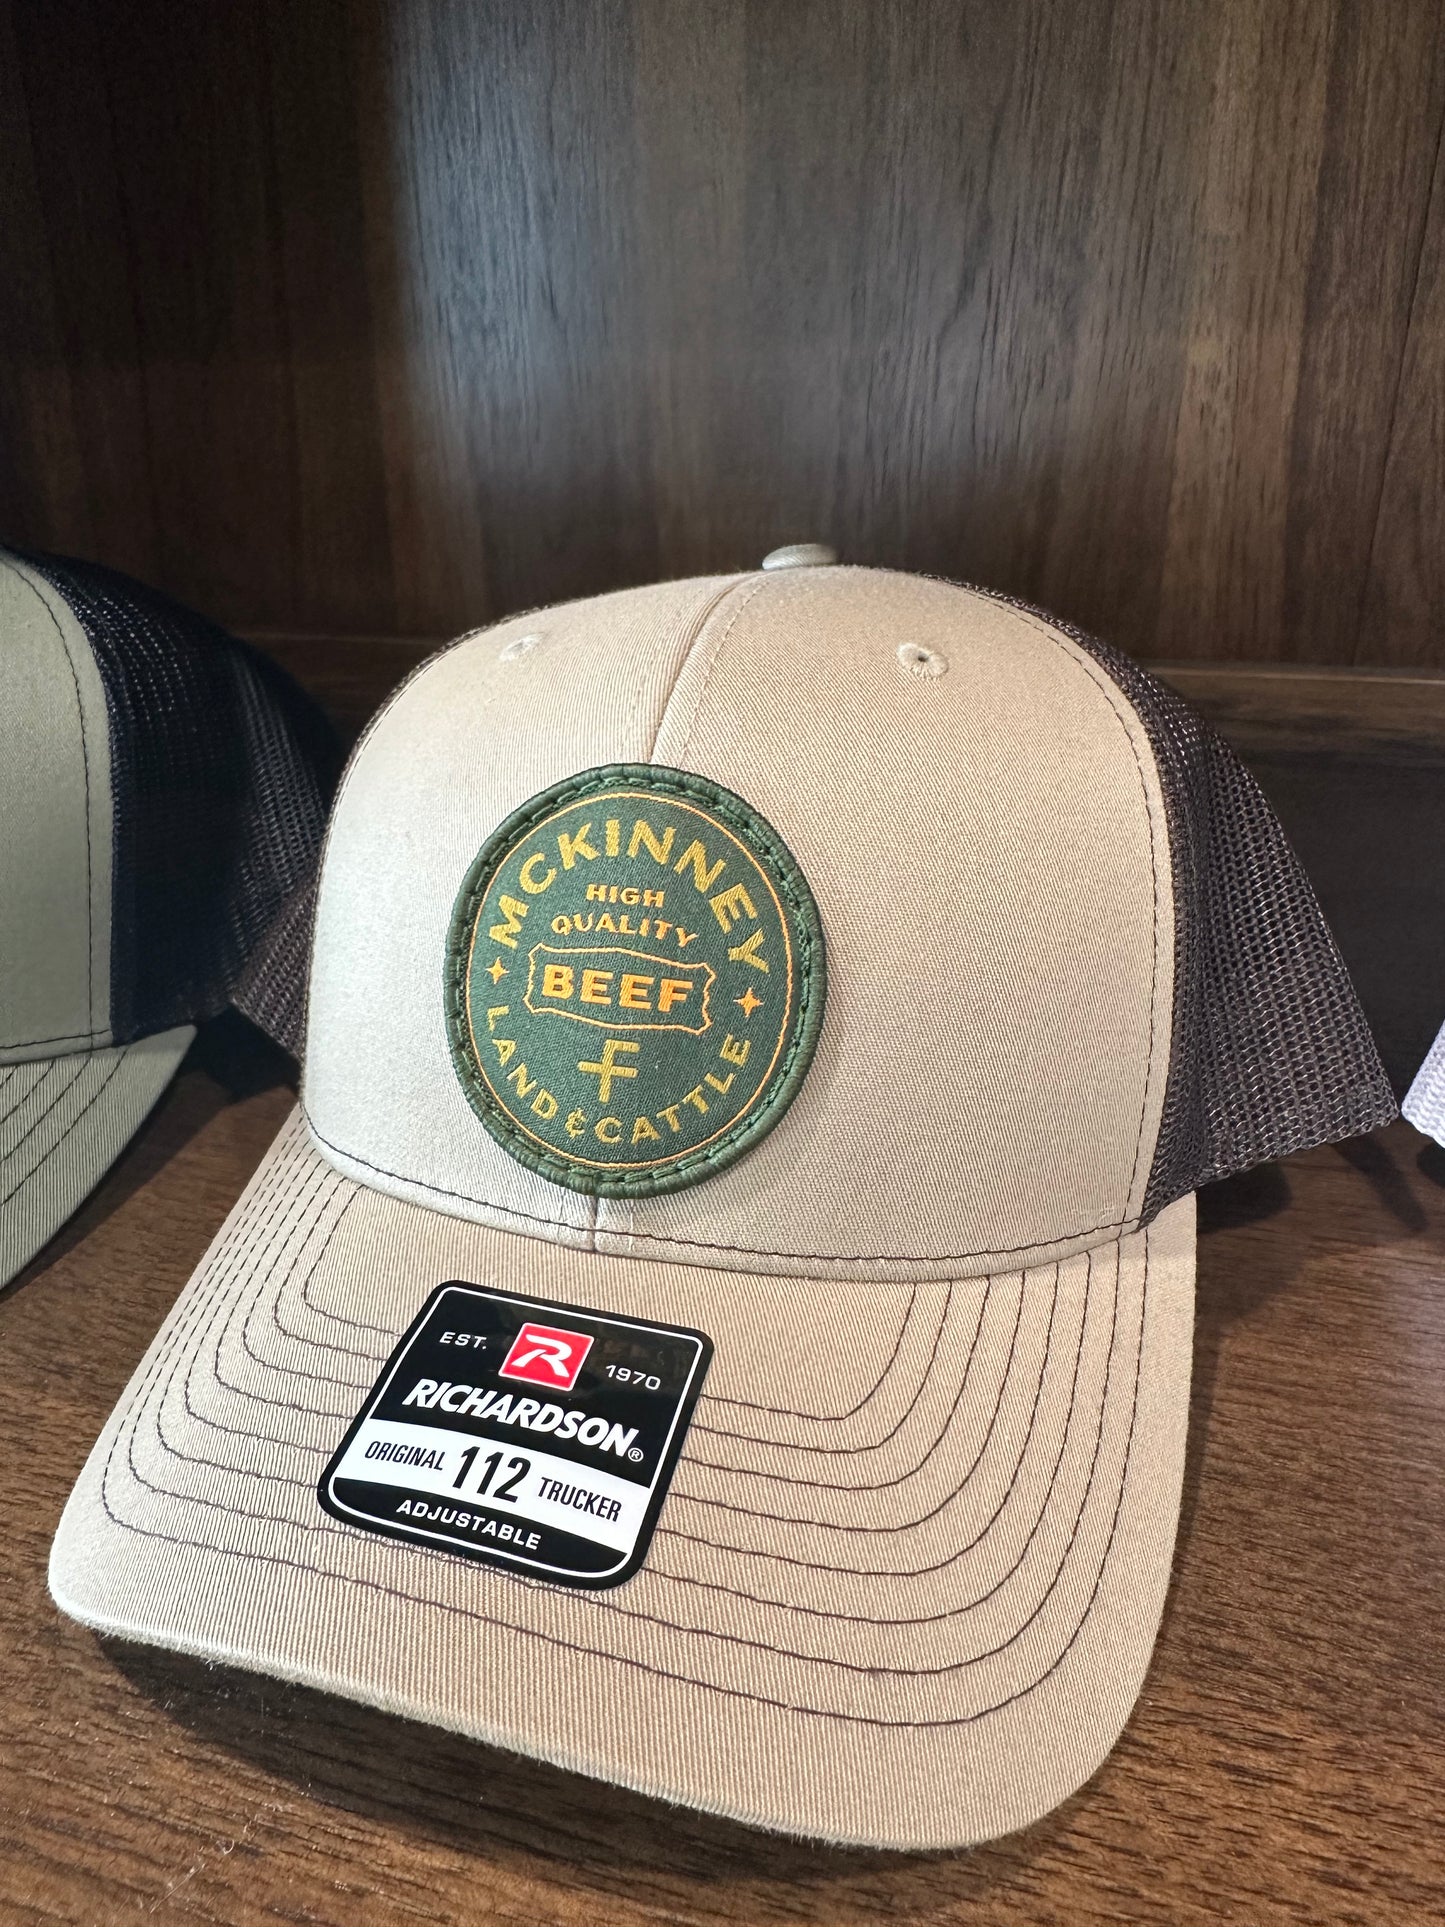 MCKINNEY
HIGH
QUALITY
BEEF
LAND & CATTLE
EST. R 1970
RICHARDSON®
ORIGINAL 112 TRUCKER
ADJUSTABLE